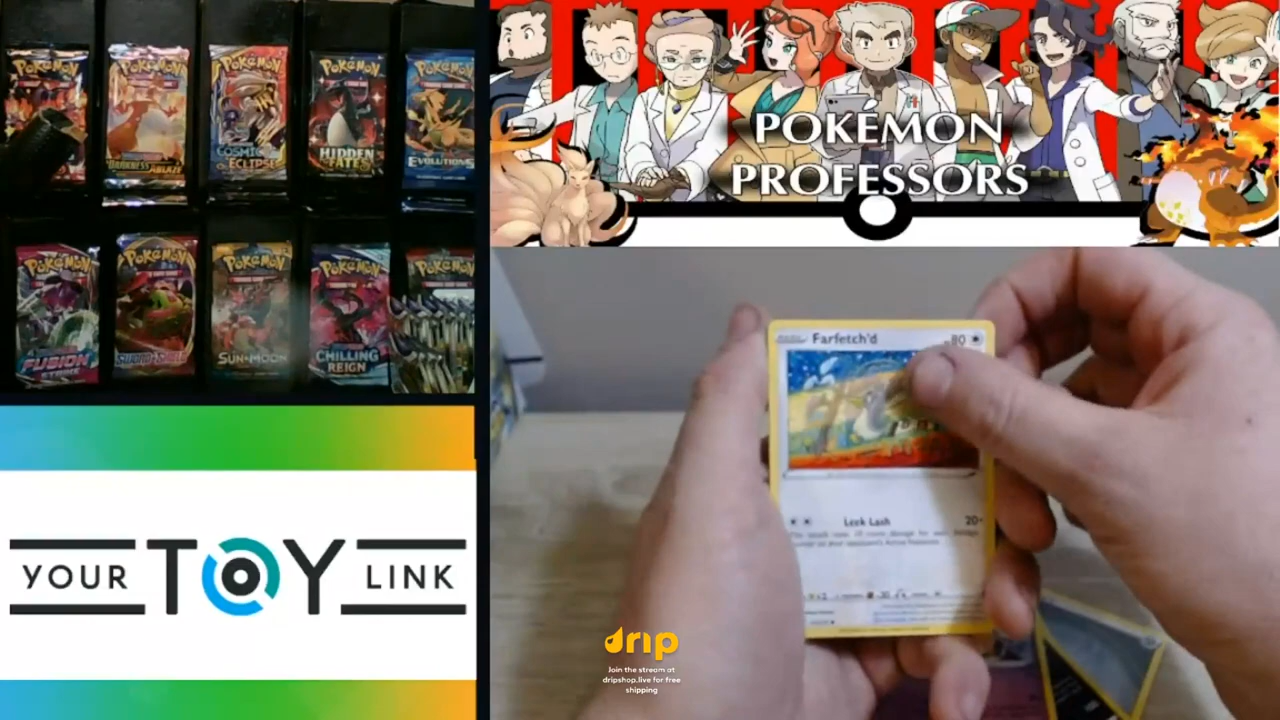 Pokémon
Pokémon
Pokémon
Pokémon
Pokémon
DARKNESS ABLAZE
COSMIC
ECLIPSE
HIDDEN
FATES
EVOLUTIONS
Pokémon
Pokémon
Pokémon
Pokémon
Pokémon
FUSION
STRIKE
SWORD & SHIELD
SUN & MOON
CHILLING
REIGN
YOUR TOY LINK
POKÉMON
PROFESSORS
Farfetch'd
80
Leek Lash
20+
drip
Join the stream at
dripshop.live for free
shipping